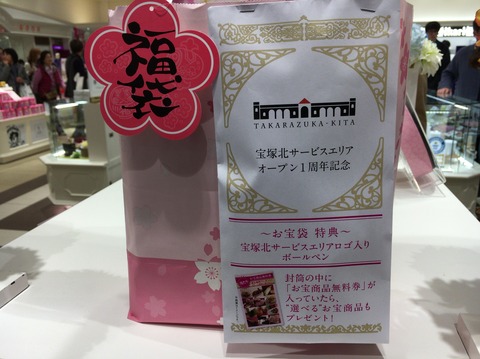 福袋
TAKARAZUKA-KITA
宝塚北サービスエリア
オープン1周年記念
〜お宝袋 特典〜
宝塚北サービスエリアロゴ入り
ボールペン
封筒の中に
「お宝商品無料券」が
入っていたら、
"選べる"お宝商品も
プレゼント!